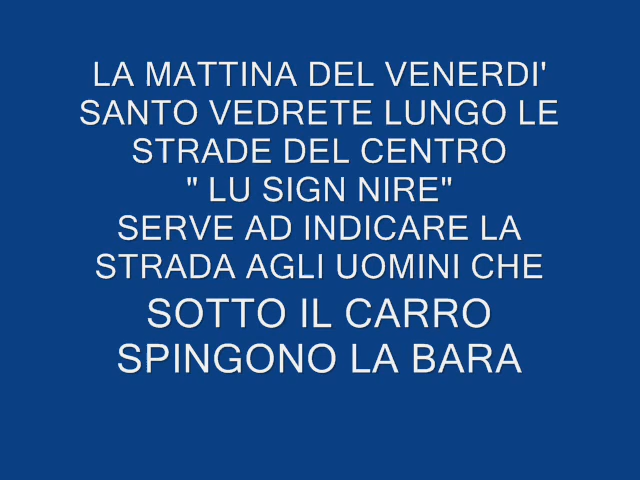 LA MATTINA DEL VENERDI'
SANTO VEDRETE LUNGO LE
STRADE DEL CENTRO
" LU SIGN NIRE"
SERVE AD INDICARE LA
STRADA AGLI UOMINI CHE
SOTTO IL CARRO
SPINGONO LA BARA